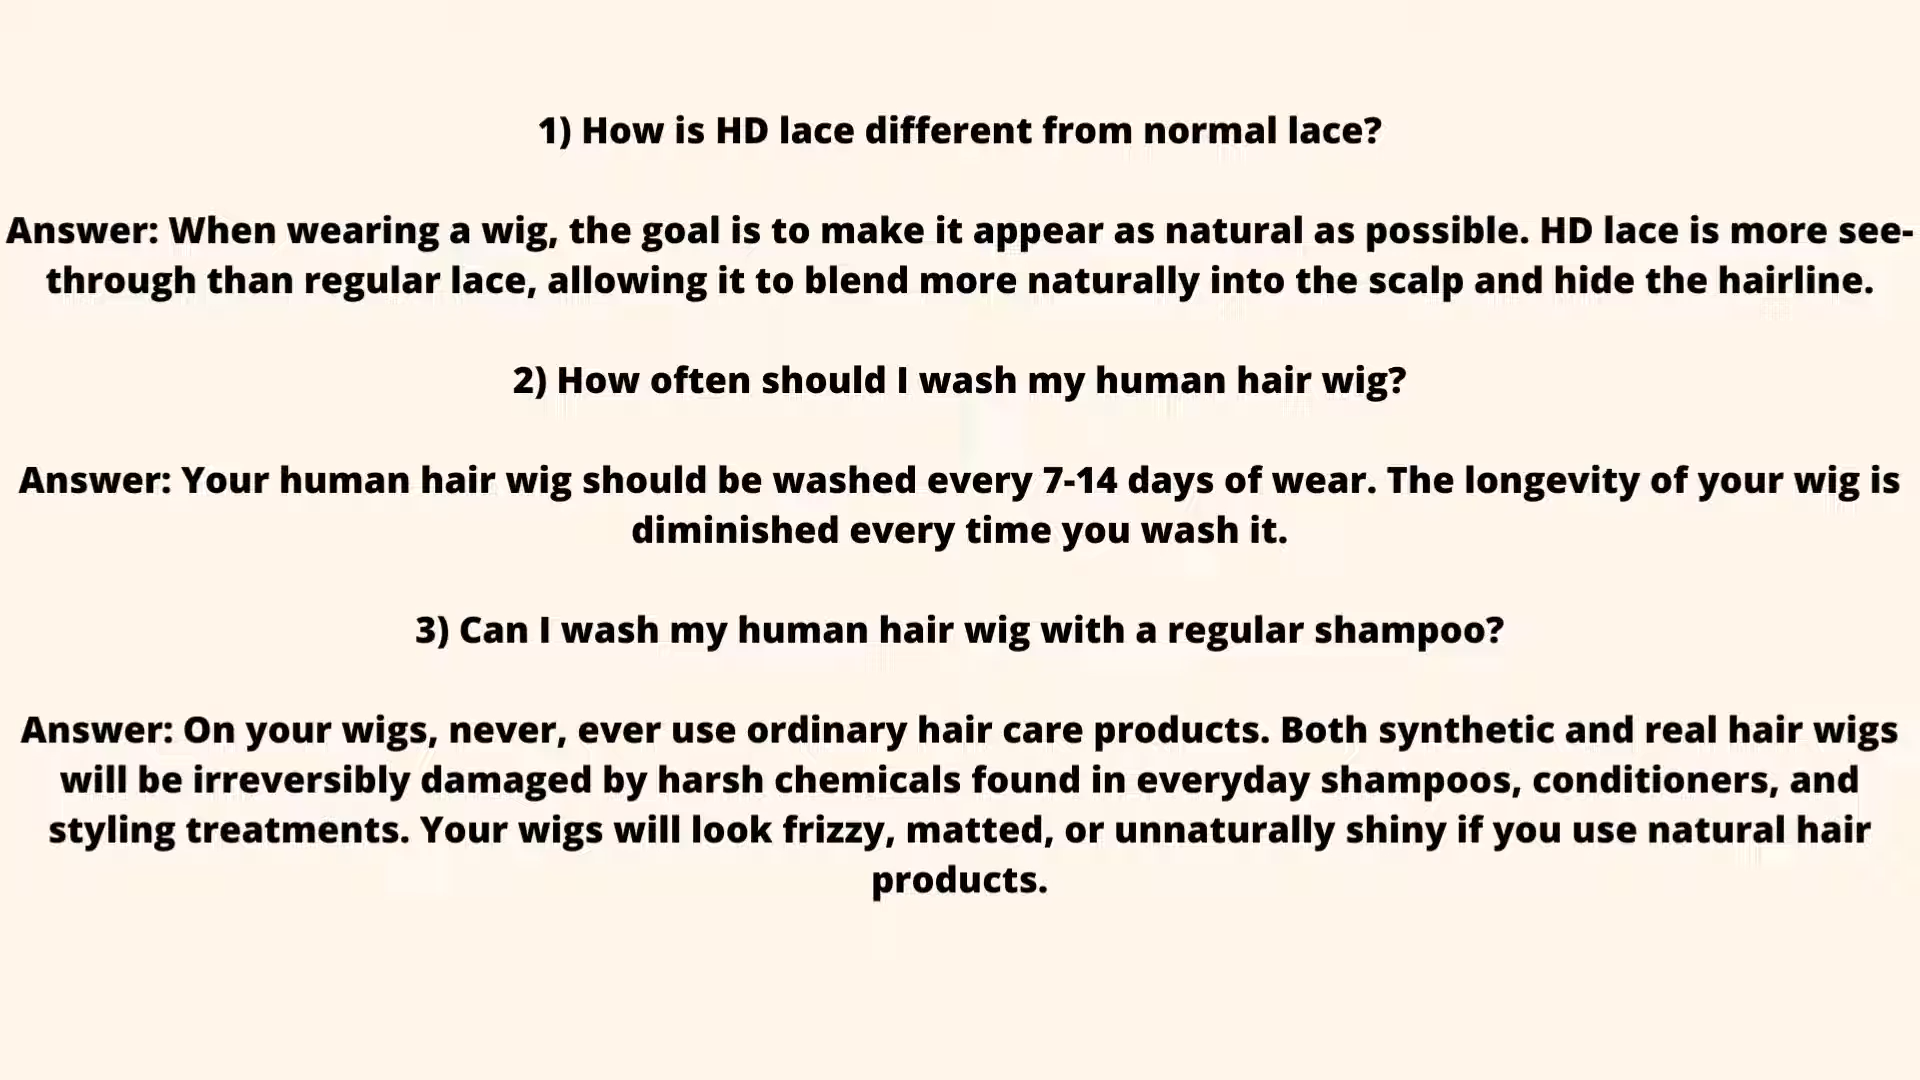 1) How is HD lace different from normal lace?
Answer: When wearing a wig, the goal is to make it appear as natural as possible. HD lace is more see-
through than regular lace, allowing it to blend more naturally into the scalp and hide the hairline.
2) How often should I wash my human hair wig?
Answer: Your human hair wig should be washed every 7-14 days of wear. The longevity of your wig is
diminished every time you wash it.
3) Can I wash my human hair wig with a regular shampoo?
Answer: On your wigs, never, ever use ordinary hair care products. Both synthetic and real hair wigs
will be irreversibly damaged by harsh chemicals found in everyday shampoos, conditioners, and
styling treatments. Your wigs will look frizzy, matted, or unnaturally shiny if you use natural hair
products.